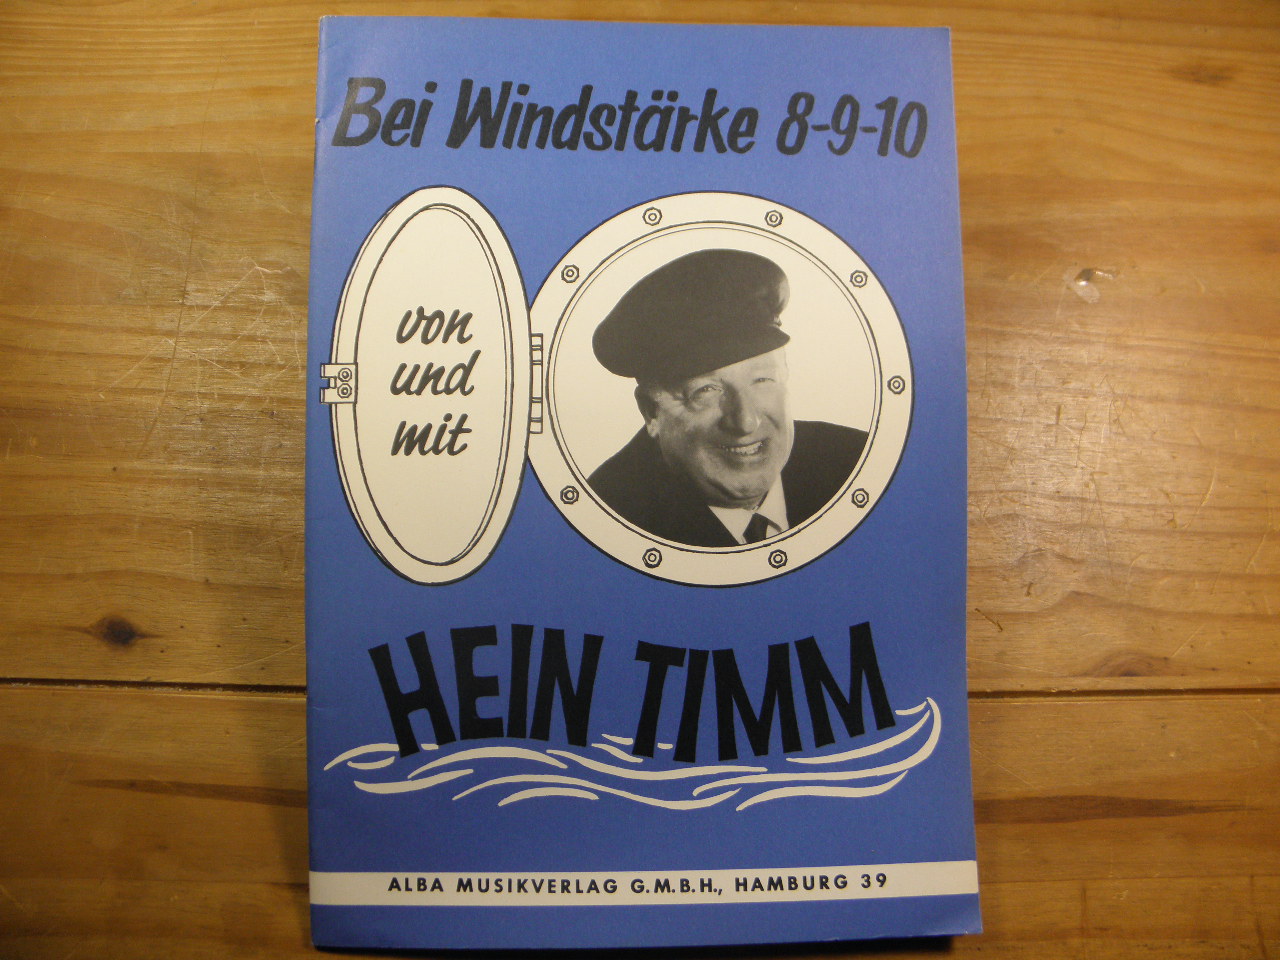 Bei Windstärke 8-9-10
von
und
mit
HEIN TIMM
ALBA MUSIKVERLAG G.M.B.H., HAMBURG 39